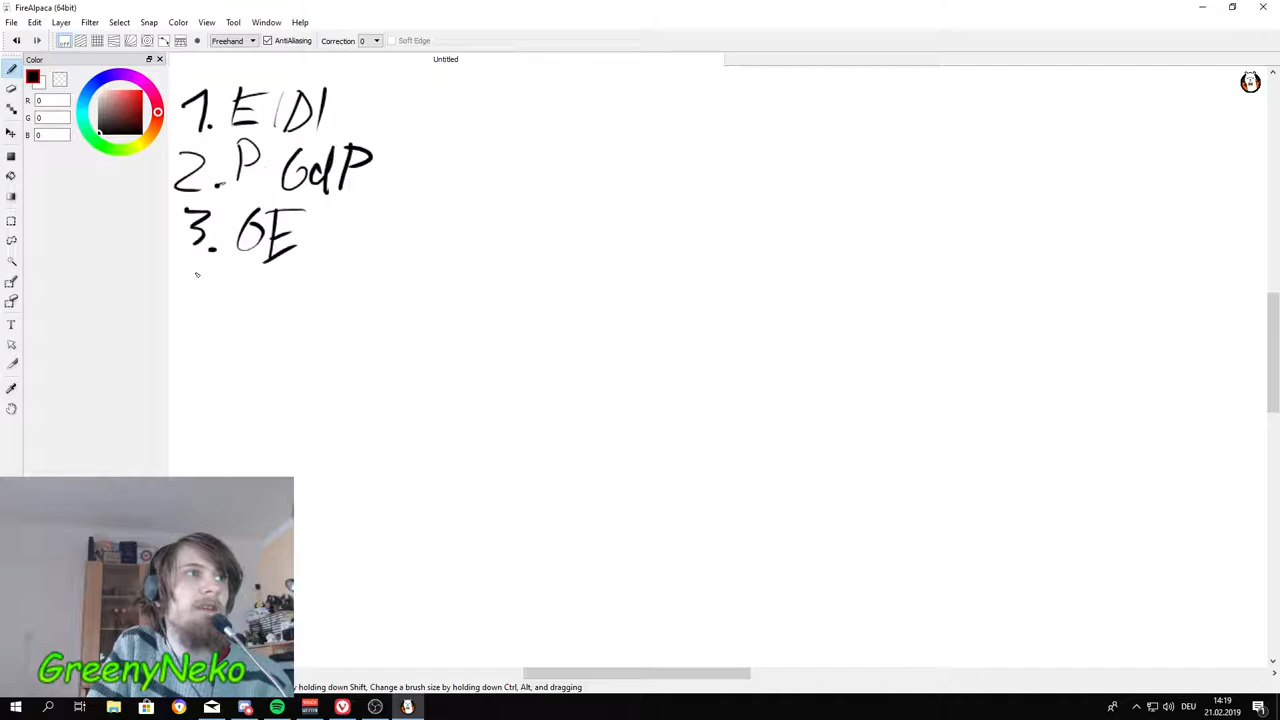 FireAlpaca (64bit)
File Edit Layer Filter Select Snap Color View Tool Window Help
Freehand AntiAliasing Correction 0 Soft Edge
Color
Untitled
R 0
G 0
B 0
1. EIDI
2. P GdP
3. GE
GreenyNeko
y holding down Shift, Change a brush size by holding down Ctrl, Alt, and dragging
DEU
14:19
21.02.2019